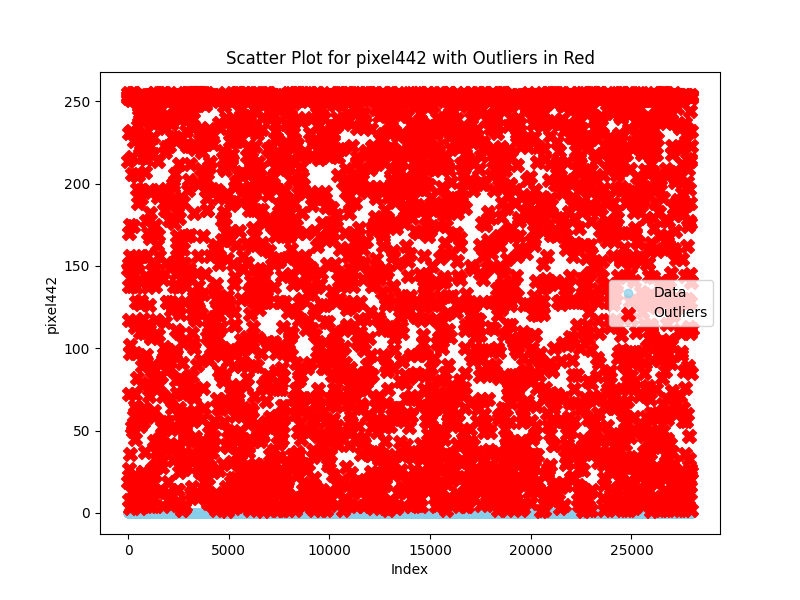 Scatter Plot for pixel442 with Outliers in Red
250
200
150
100
50
0
pixel442
Data
Outliers
0 5000 10000 15000 20000 25000
Index